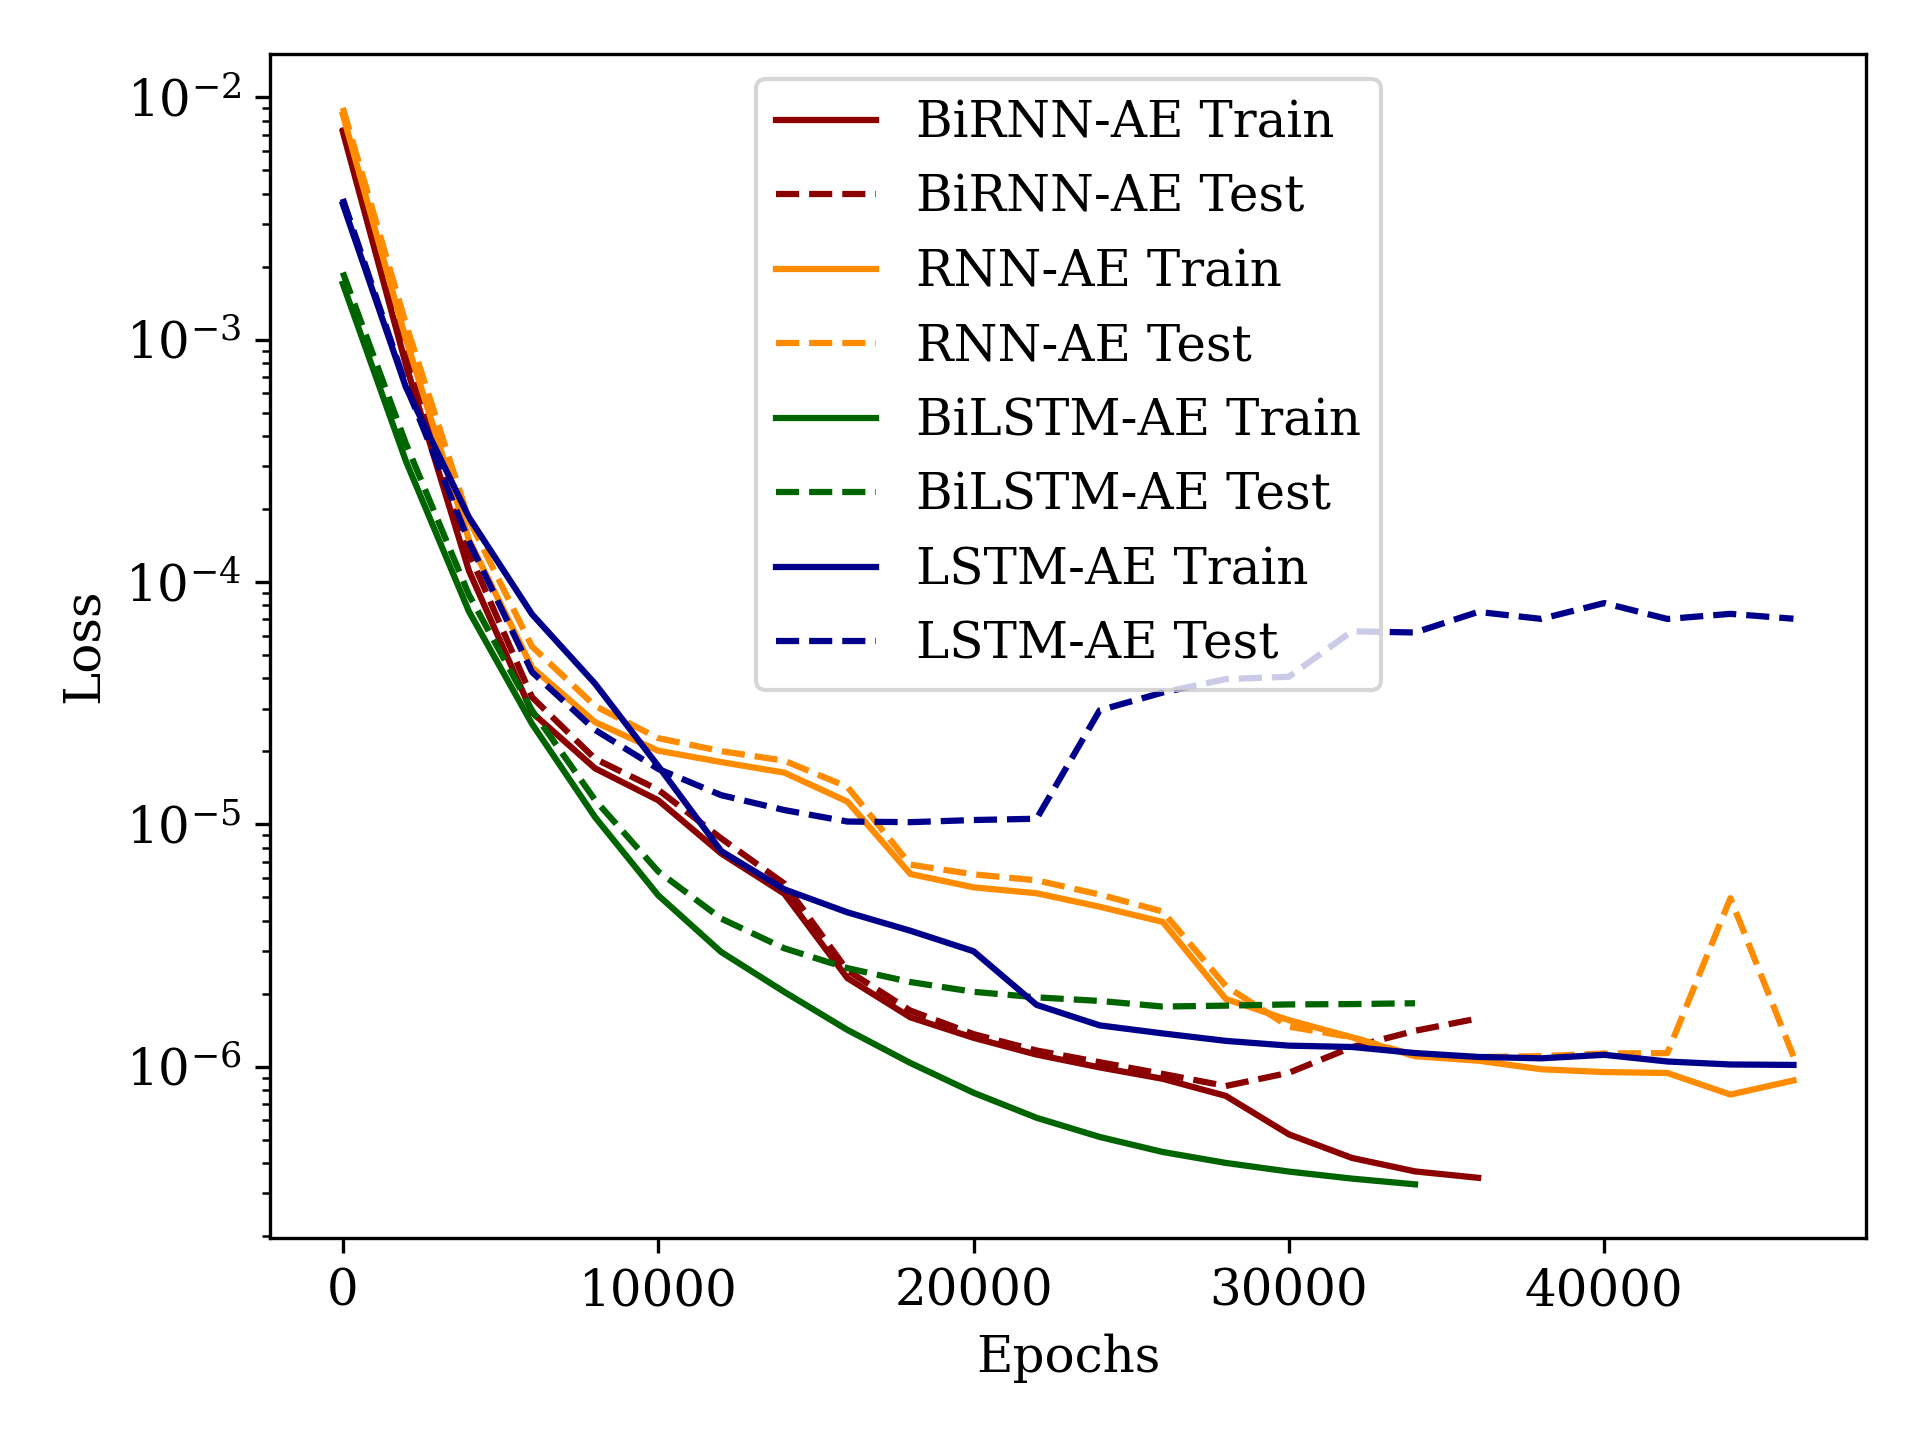 BiRNN-AE Train
BiRNN-AE Test
RNN-AE Train
RNN-AE Test
BiLSTM-AE Train
BiLSTM-AE Test
LSTM-AE Train
LSTM-AE Test
10⁻²
10⁻³
10⁻⁴
10⁻⁵
10⁻⁶
Loss
0 10000 20000 30000 40000
Epochs